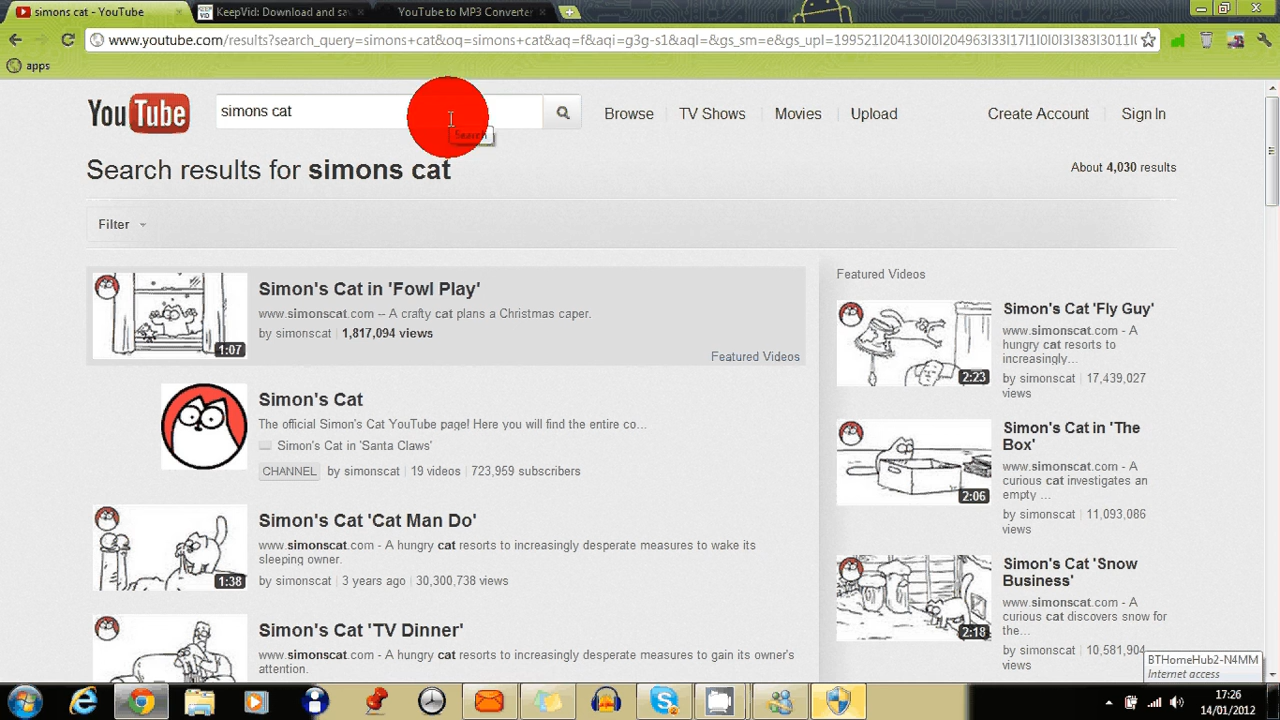 simons cat - YouTube
KeepVid: Download and sav
YouTube to MP3 Converter
www.youtube.com/results?search_query=simons+cat&oq=simons+cat&aq=f&aqi=g3g-s1&aql=&gs_sm=e&gs_upl=199521l204130l0l204963l33l17l1l0l0l3l383l3011l0
apps
YouTube
simons cat
Browse
TV Shows
Movies
Upload
Create Account
Sign In
Search
Search results for simons cat
About 4,030 results
Filter
Simon's Cat in 'Fowl Play'
www.simonscat.com -- A crafty cat plans a Christmas caper.
by simonscat | 1,817,094 views
1:07
Featured Videos
Simon's Cat
The official Simon's Cat YouTube page! Here you will find the entire co...
Simon's Cat in 'Santa Claws'
CHANNEL by simonscat | 19 videos | 723,959 subscribers
Simon's Cat 'Cat Man Do'
www.simonscat.com - A hungry cat resorts to increasingly desperate measures to wake its
sleeping owner.
by simonscat | 3 years ago | 30,300,738 views
1:38
Simon's Cat 'TV Dinner'
www.simonscat.com - A hungry cat resorts to increasingly desperate measures to gain its owner's
attention.
Featured Videos
Simon's Cat 'Fly Guy'
www.simonscat.com - A
hungry cat resorts to
increasingly...
by simonscat | 17,439,027
views
2:23
Simon's Cat in 'The
Box'
www.simonscat.com - A
curious cat investigates an
empty ...
by simonscat | 11,093,086
views
2:06
Simon's Cat 'Snow
Business'
www.simonscat.com - A
curious cat discovers snow for
the...
by simonscat | 10,581,904
views
2:18
BTHomeHub2-N4MM
Internet access
17:26
14/01/2012